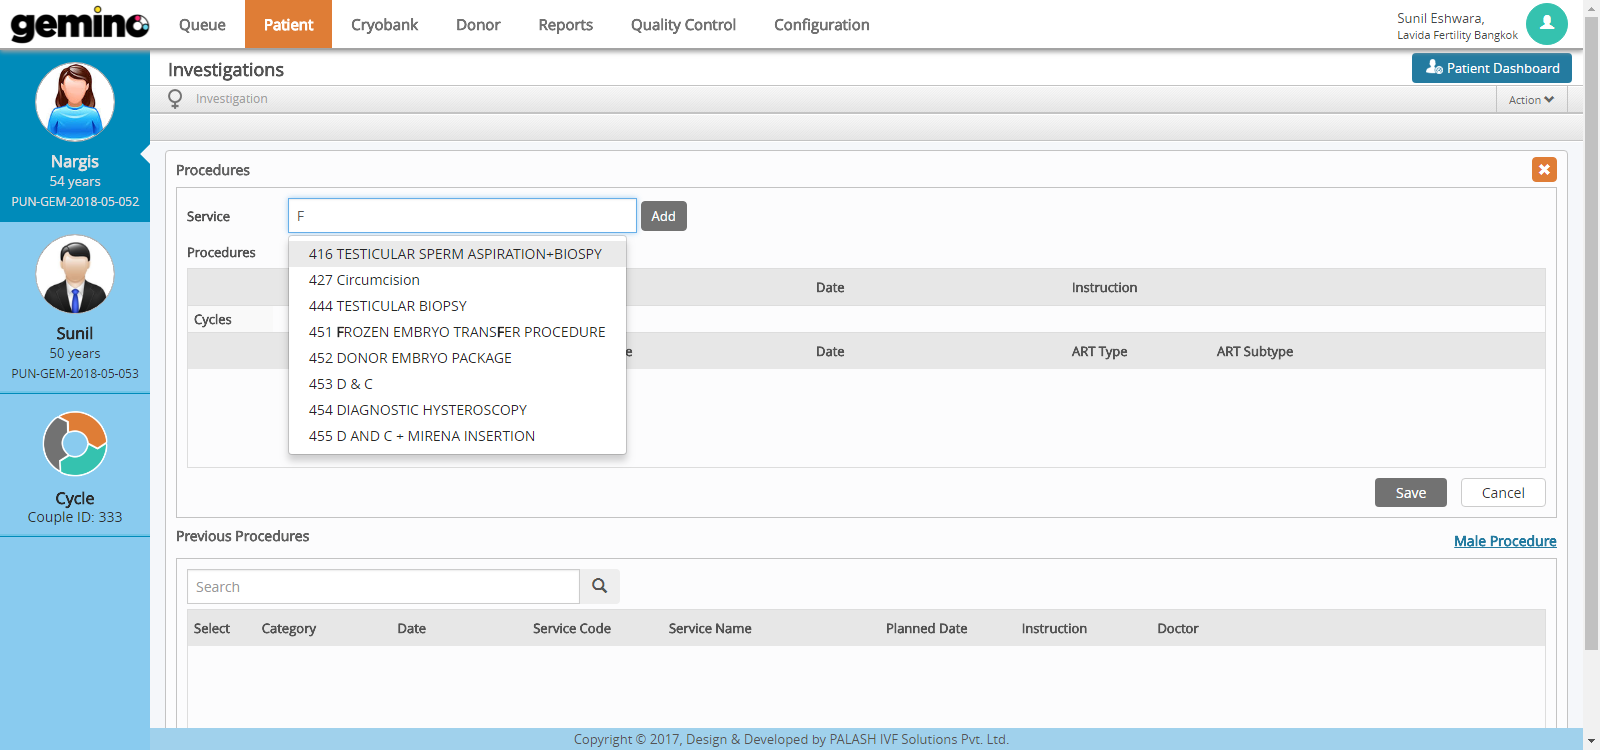 gemino
Queue Patient Cryobank Donor Reports Quality Control Configuration
Sunil Eshwara,
Lavida Fertility Bangkok
Investigations
Patient Dashboard
Investigation
Action
Nargis
54 years
PUN-GEM-2018-05-052
Sunil
50 years
PUN-GEM-2018-05-053
Cycle
Couple ID: 333
Procedures
Service F Add
416 TESTICULAR SPERM ASPIRATION+BIOSPY
427 Circumcision
444 TESTICULAR BIOPSY
451 FROZEN EMBRYO TRANSFER PROCEDURE
452 DONOR EMBRYO PACKAGE
453 D & C
454 DIAGNOSTIC HYSTEROSCOPY
455 D AND C + MIRENA INSERTION
Procedures
Date Instruction
Cycles
e Date ART Type ART Subtype
Save Cancel
Previous Procedures
Male Procedure
Search
Select Category Date Service Code Service Name Planned Date Instruction Doctor
Copyright © 2017, Design & Developed by PALASH IVF Solutions Pvt. Ltd.